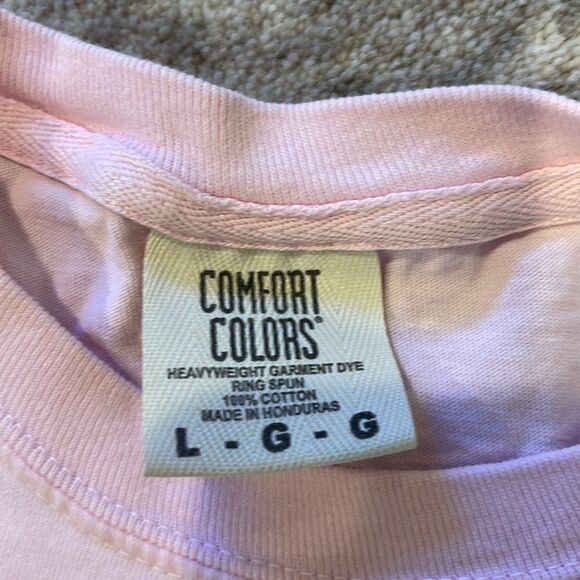 COMFORT
COLORS®
HEAVYWEIGHT GARMENT DYE
RING SPUN
100% COTTON
MADE IN HONDURAS
L - G - G